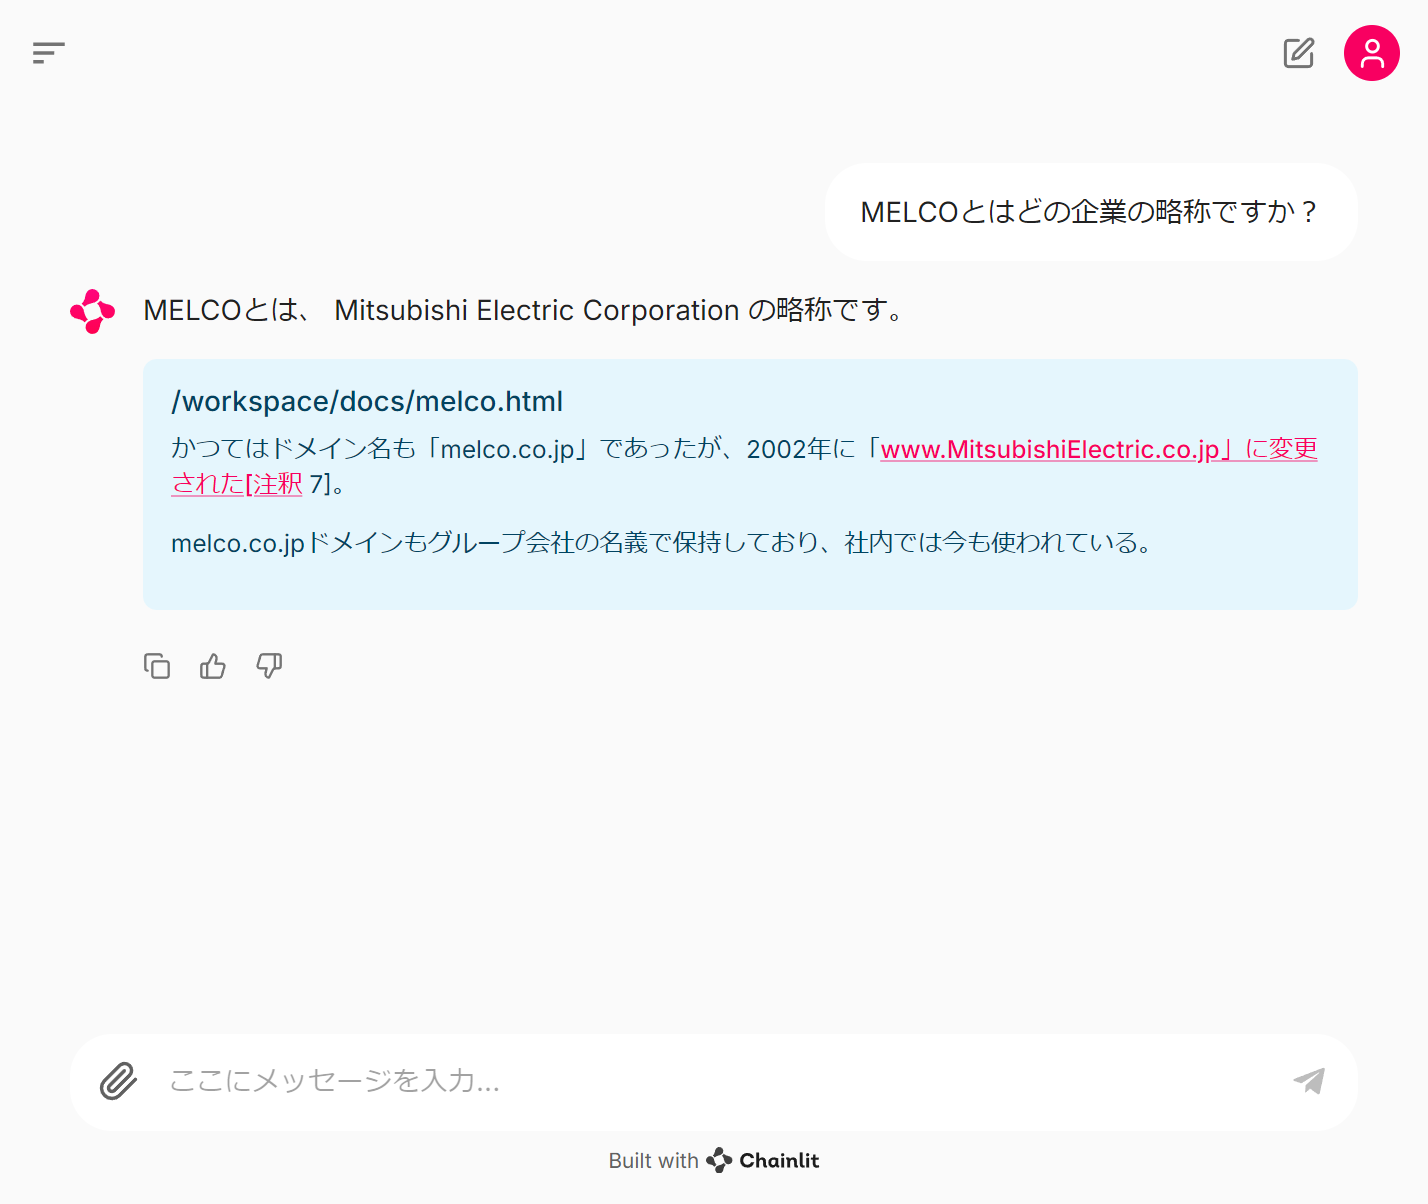 MELCOとはどの企業の略称ですか？
MELCOとは、 Mitsubishi Electric Corporation の略称です。
/workspace/docs/melco.html
かつてはドメイン名も「melco.co.jp」であったが、2002年に「www.MitsubishiElectric.co.jp」に変更
された[注釈 7]。
melco.co.jpドメインもグループ会社の名義で保持しており、社内では今も使われている。
ここにメッセージを入力...
Built with Chainlit